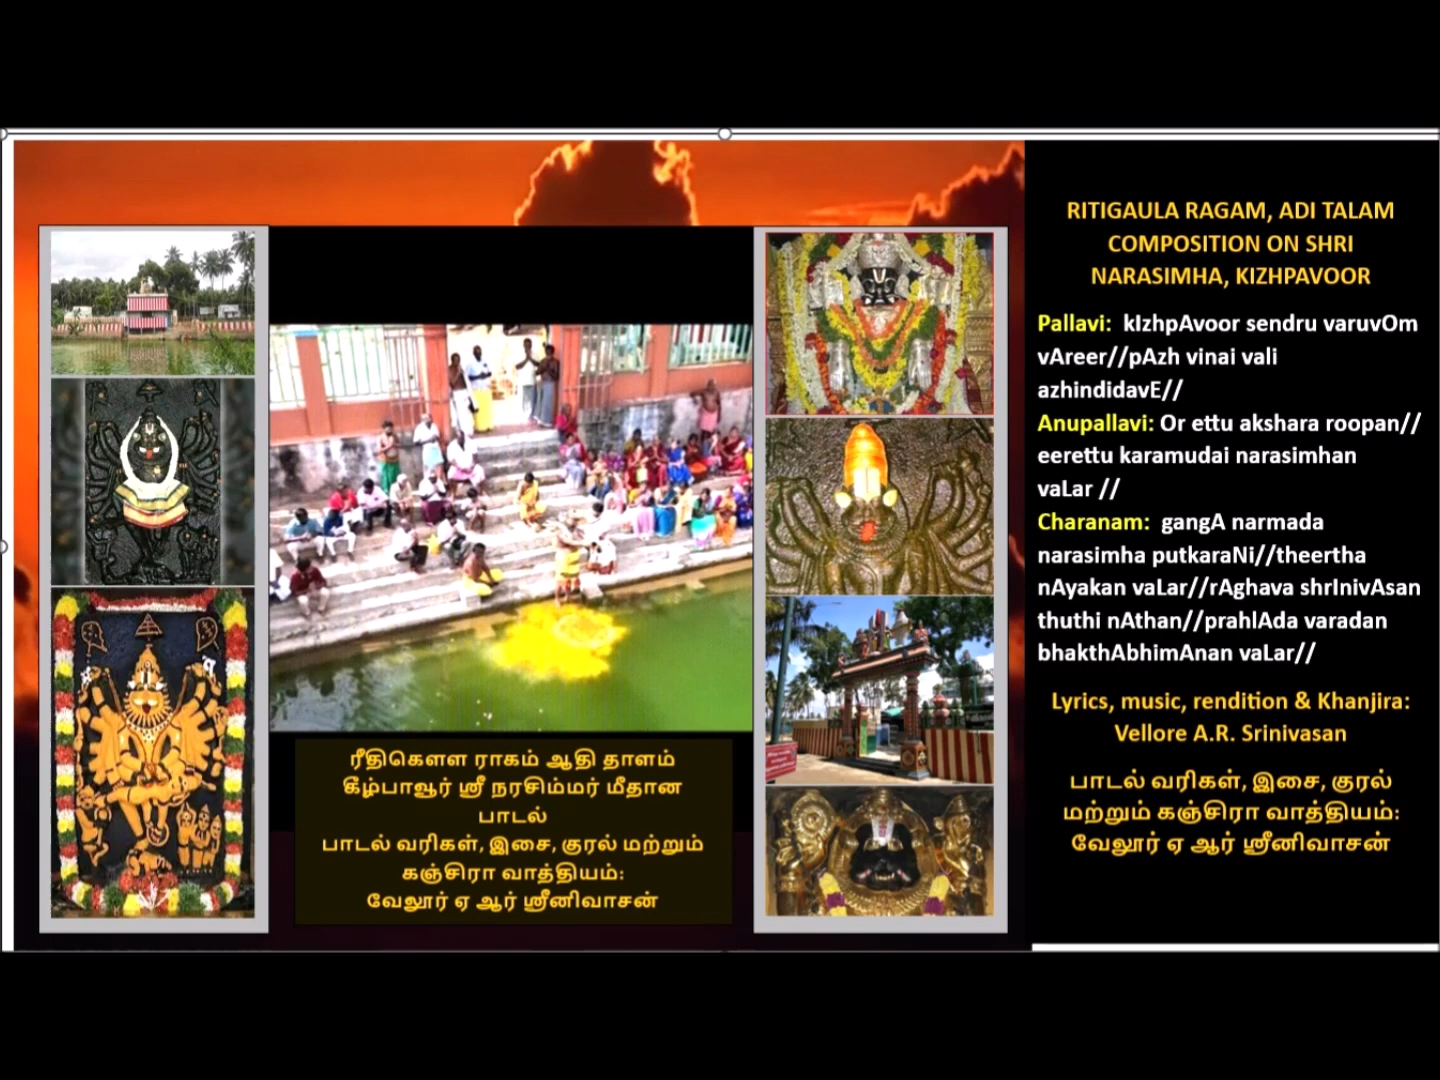 ரீதிகௌள ராகம் ஆதி தாளம்
கீழ்பாவூர் ஸ்ரீ நரசிம்மர் மீதான
பாடல்
பாடல் வரிகள், இசை, குரல் மற்றும்
கஞ்சிரா வாத்தியம்:
வேலூர் ஏ ஆர் ஸ்ரீனிவாசன்
RITIGAULA RAGAM, ADI TALAM
COMPOSITION ON SHRI
NARASIMHA, KIZHPAVOOR
Pallavi: kIzhpAvoor sendru varuvOm
vAreer//pAzh vinai vali
azhindidavE//
Anupallavi: Or ettu akshara roopan//
eerettu karamudai narasimhan
vaLar //
Charanam: gangA narmada
narasimha putkaraNi//theertha
nAyakan vaLar//rAghava shrInivAsan
thuthi nAthan//prahlAda varadan
bhakthAbhimAnan vaLar//
Lyrics, music, rendition & Khanjira:
Vellore A.R. Srinivasan
பாடல் வரிகள், இசை, குரல்
மற்றும் கஞ்சிரா வாத்தியம்:
வேலூர் ஏ ஆர் ஸ்ரீனிவாசன்